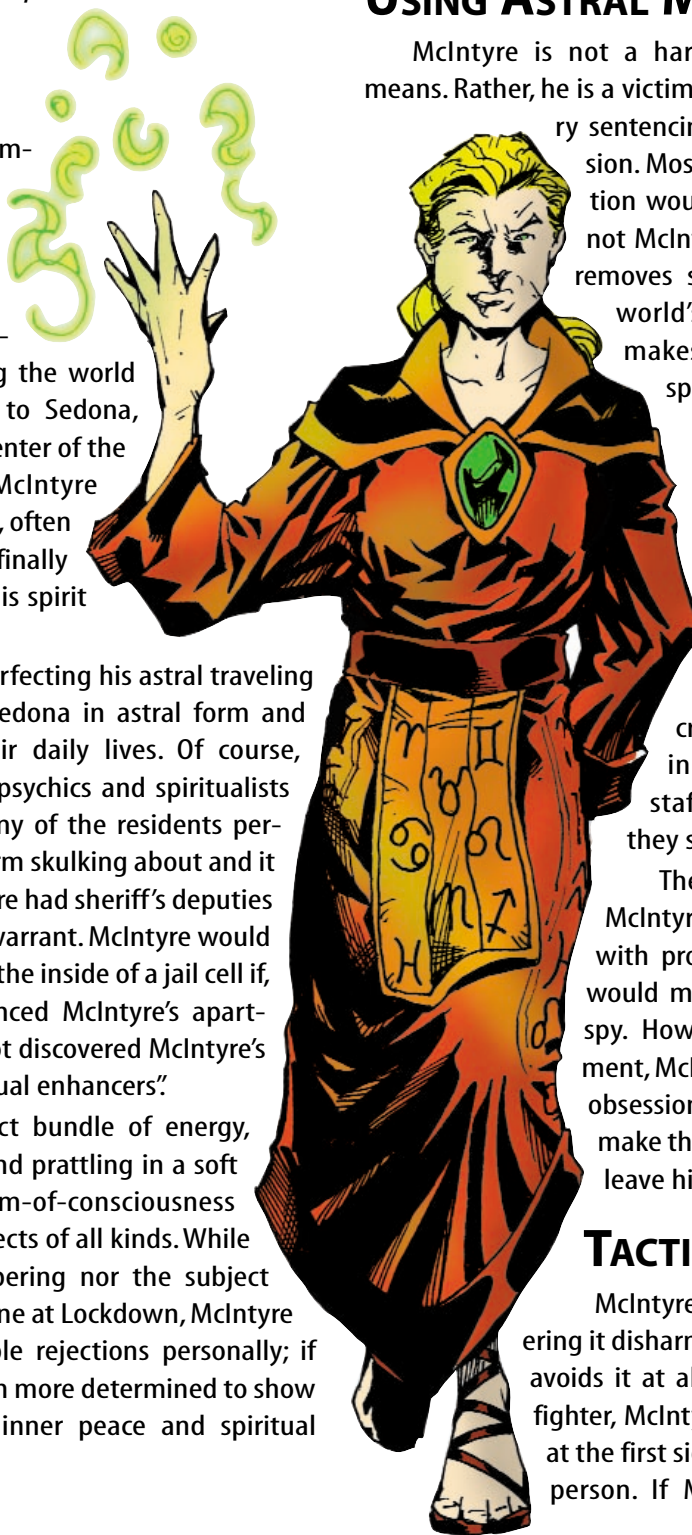 m-
–
g the world
to Sedona,
enter of the
McIntyre
, often
finally
is spirit
rfecting his astral traveling
edona in astral form and
ir daily lives. Of course,
psychics and spiritualists
ny of the residents per-
rm skulking about and it
re had sheriff’s deputies
warrant. McIntyre would
the inside of a jail cell if,
nced McIntyre’s apart-
ot discovered McIntyre’s
ual enhancers”.
ct bundle of energy,
nd prattling in a soft
m-of-consciousness
ects of all kinds. While
pering nor the subject
ne at Lockdown, McIntyre
le rejections personally; if
n more determined to show
inner peace and spiritual
USING ASTRAL M
McIntyre is not a har
means. Rather, he is a victim
ry sentencin
sion. Mos
tion wou
not McIn
removes s
world’s
makes
sp
cr
in
staf
they s
The
McIntyr
with pro
would m
spy. How
ment, Mcl
obsession
make th
leave hi
TACTI
McIntyre
ering it disharm
avoids it at al
fighter, McInty
at the first si
person. If M